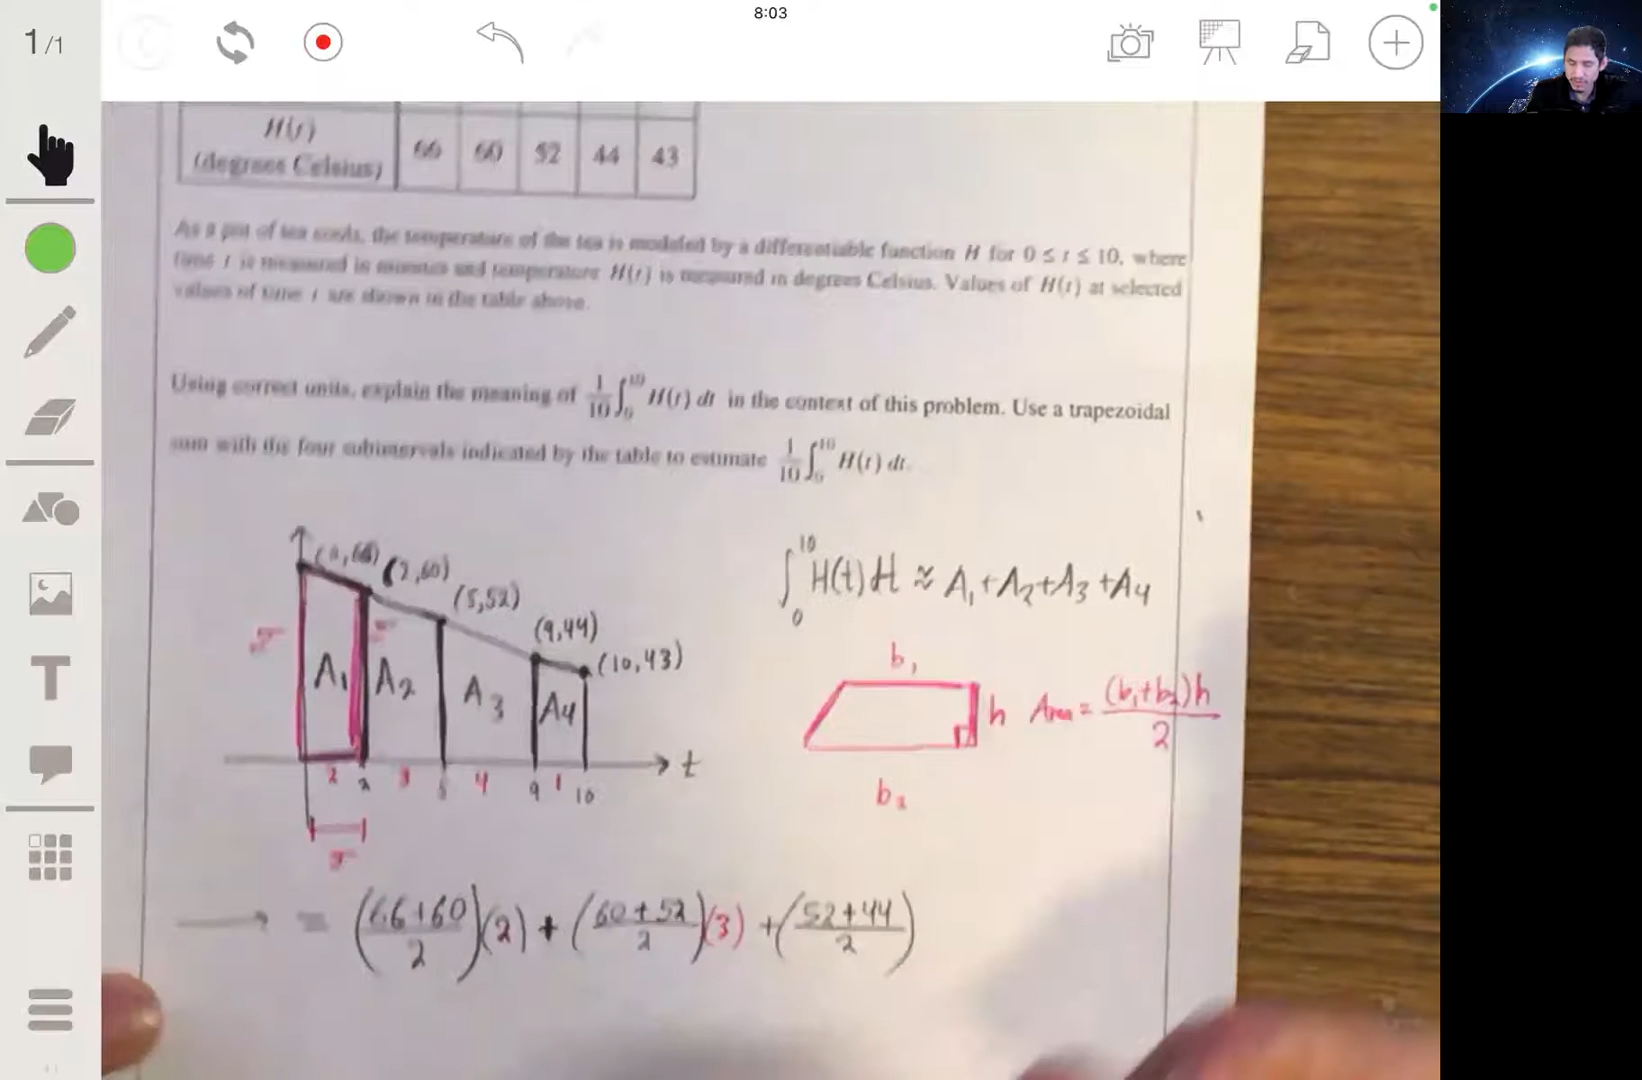 8:03
1/1
H(t)
(degrees Celsius) 66 60 52 44 43
As a pot of tea cools, the temperature of the tea is modeled by a differentiable function H for 0 ≤ t ≤ 10, where
time t is measured in minutes and temperature H(t) is measured in degrees Celsius. Values of H(t) at selected
values of time t are shown in the table above.
Using correct units, explain the meaning of 1/10 ∫₀¹⁰ H(t) dt in the context of this problem. Use a trapezoidal
sum with the four subintervals indicated by the table to estimate 1/10 ∫₀¹⁰ H(t) dt.
(0,66) (2,60)
(5,52)
(9,44)
(10,43)
∫₀¹⁰ H(t)dt ≈ A₁+A₂+A₃+A₄
A₁ A₂ A₃ A₄
b₁
h Area = (b₁+b₂)h / 2
b₂
t
2 2 3 5 4 9 1 10
→ = ((66+60)/2)(2) + ((60+52)/2)(3) + ((52+44)/2)
T